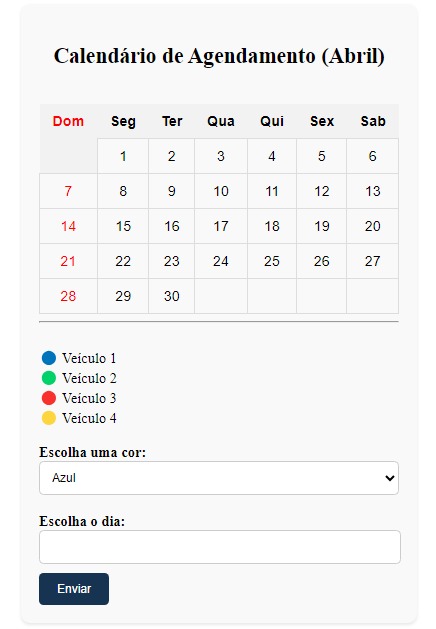 Calendário de Agendamento (Abril)
Dom Seg Ter Qua Qui Sex Sab
1 2 3 4 5 6
7 8 9 10 11 12 13
14 15 16 17 18 19 20
21 22 23 24 25 26 27
28 29 30
Veículo 1
Veículo 2
Veículo 3
Veículo 4
Escolha uma cor:
Azul
Escolha o dia:
Enviar